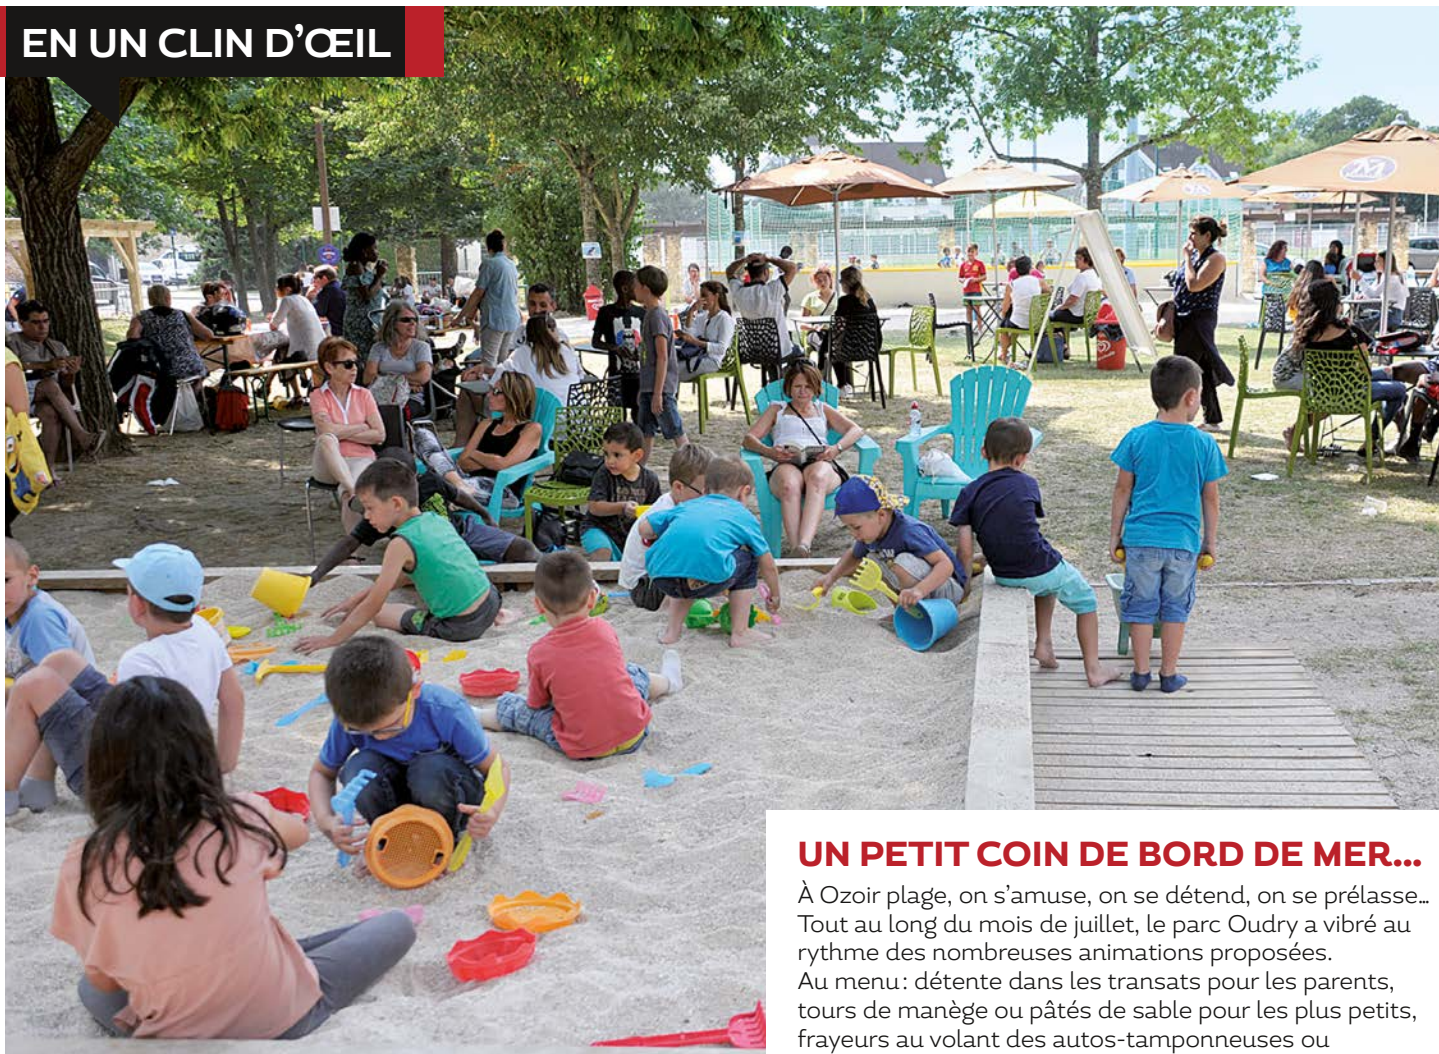 EN UN CLIN D'ŒIL
UN PETIT COIN DE BORD DE MER...
À Ozoir plage, on s'amuse, on se détend, on se prélasse...
Tout au long du mois de juillet, le parc Oudry a vibré au
rythme des nombreuses animations proposées.
Au menu : détente dans les transats pour les parents,
tours de manège ou pâtés de sable pour les plus petits,
frayeurs au volant des autos-tamponneuses ou